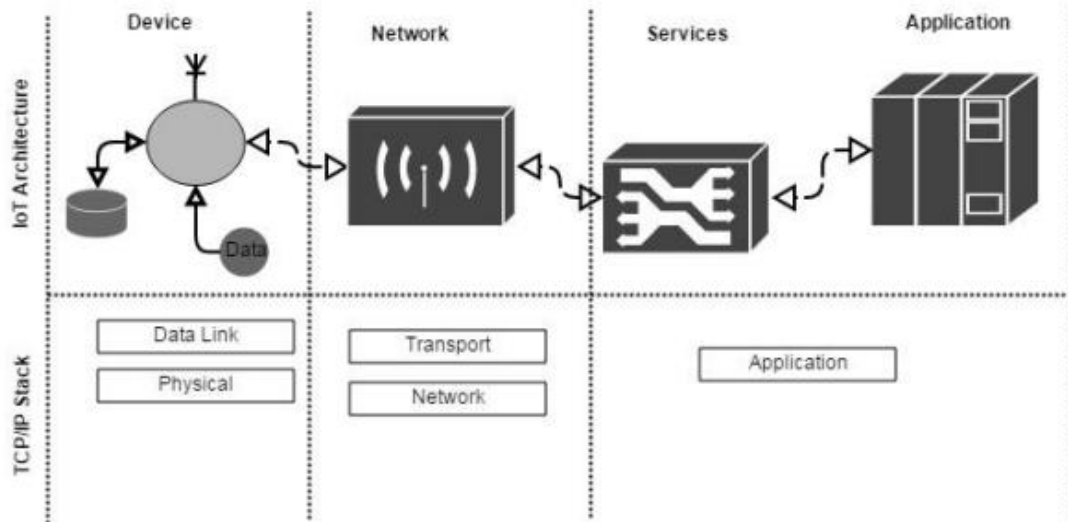 Device
Network
Services
Application
IoT Architecture
Data
TCP/IP Stack
Data Link
Physical
Transport
Network
Application